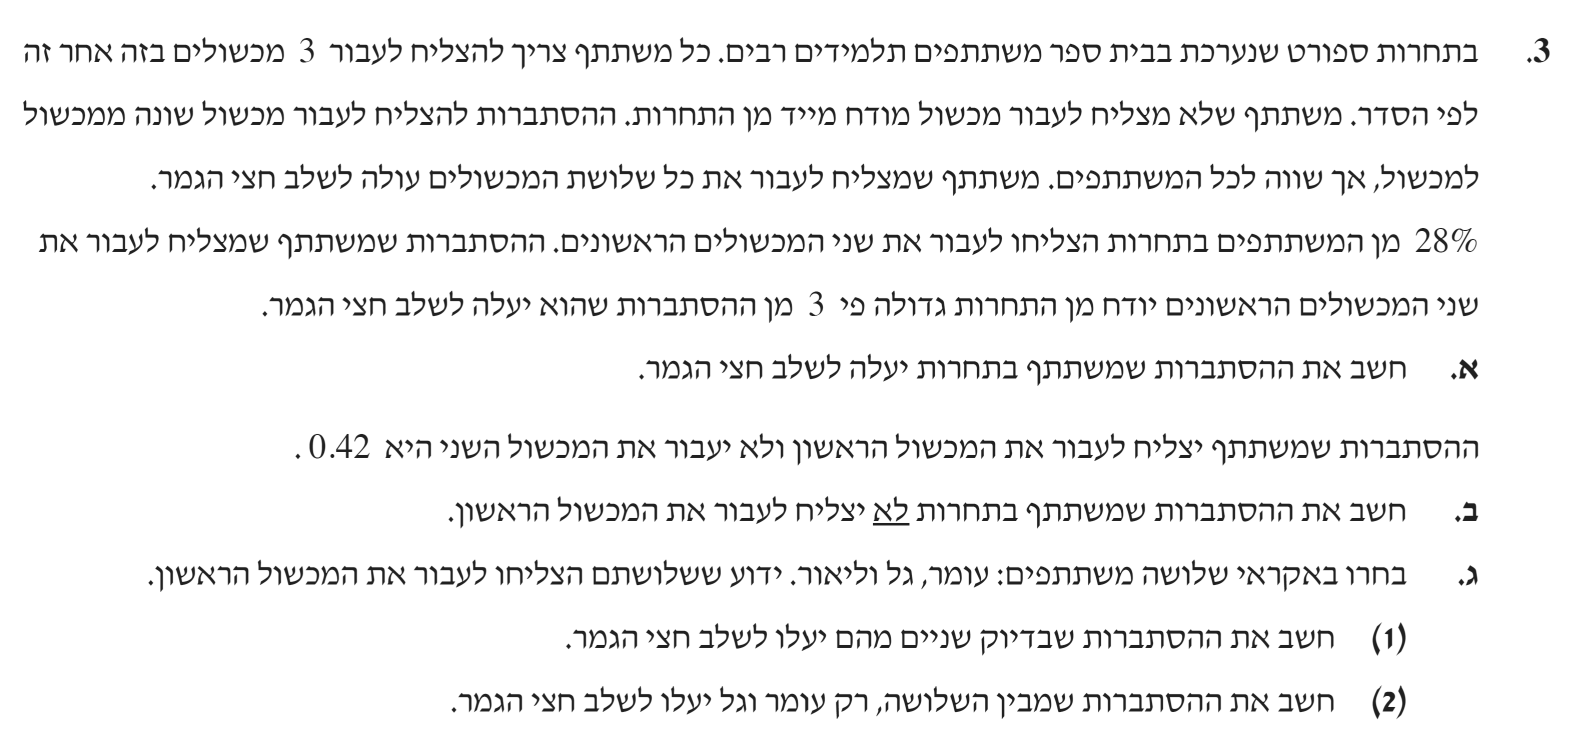 3. בתחרות ספורט שנערכת בבית ספר משתתפים תלמידים רבים. כל משתתף צריך להצליח לעבור 3 מכשולים בזה אחר זה
לפי הסדר. משתתף שלא מצליח לעבור מכשול מודח מייד מן התחרות. ההסתברות להצליח לעבור מכשול שונה ממכשול
למכשול, אך שווה לכל המשתתפים. משתתף שמצליח לעבור את כל שלושת המכשולים עולה לשלב חצי הגמר.
28% מן המשתתפים בתחרות הצליחו לעבור את שני המכשולים הראשונים. ההסתברות שמשתתף שמצליח לעבור את
שני המכשולים הראשונים יודח מן התחרות גדולה פי 3 מן ההסתברות שהוא יעלה לשלב חצי הגמר.
א. חשב את ההסתברות שמשתתף בתחרות יעלה לשלב חצי הגמר.
ההסתברות שמשתתף יצליח לעבור את המכשול הראשון ולא יעבור את המכשול השני היא 0.42.
ב. חשב את ההסתברות שמשתתף בתחרות לא יצליח לעבור את המכשול הראשון.
ג. בחרו באקראי שלושה משתתפים: עומר, גל וליאור. ידוע ששלושתם הצליחו לעבור את המכשול הראשון.
(1) חשב את ההסתברות שבדיוק שניים מהם יעלו לשלב חצי הגמר.
(2) חשב את ההסתברות שמבין השלושה, רק עומר וגל יעלו לשלב חצי הגמר.